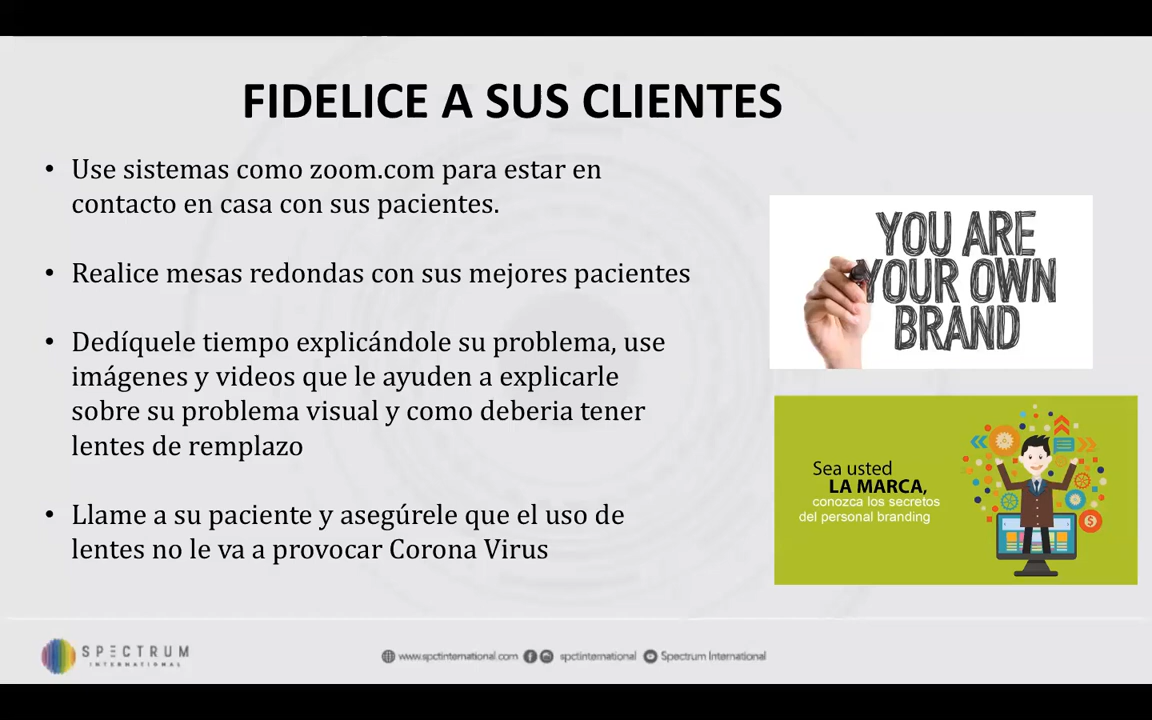 FIDELICE A SUS CLIENTES
• Use sistemas como zoom.com para estar en
contacto en casa con sus pacientes.
• Realice mesas redondas con sus mejores pacientes
• Dedíquele tiempo explicándole su problema, use
imágenes y videos que le ayuden a explicarle
sobre su problema visual y como deberia tener
lentes de remplazo
• Llame a su paciente y asegúrele que el uso de
lentes no le va a provocar Corona Virus
YOU ARE
YOUR OWN
BRAND
Sea usted
LA MARCA,
conozca los secretos
del personal branding
SPECTRUM
INTERNATIONAL
www.spctinternational.com spctinternational Spectrum International